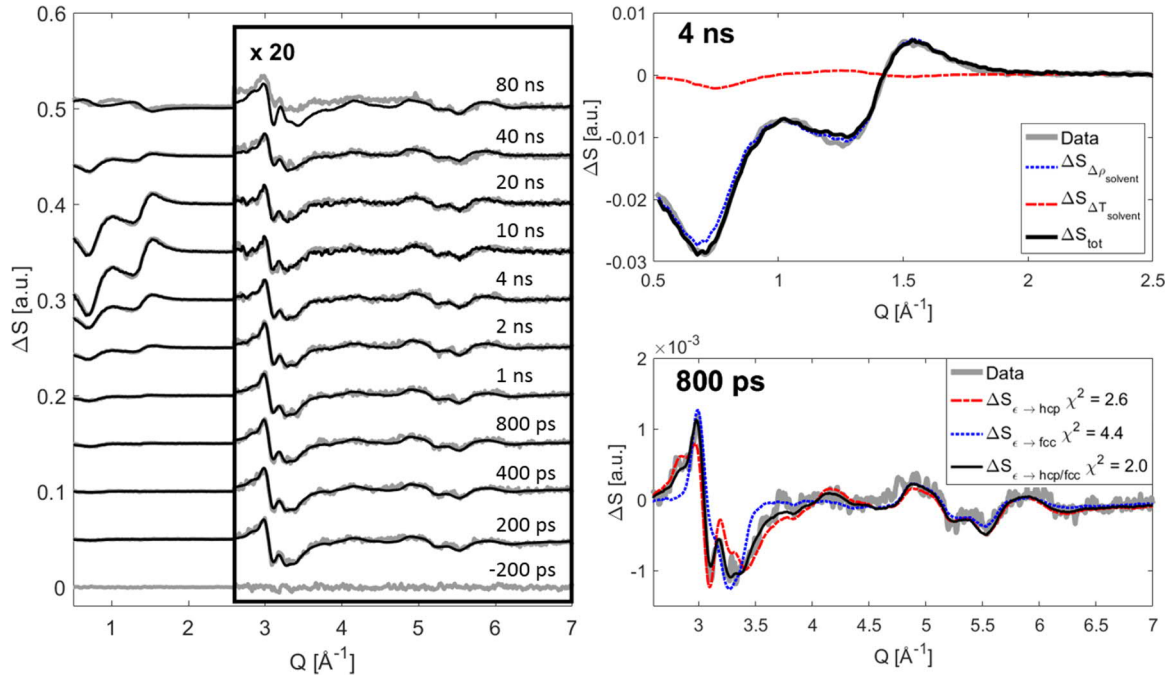 0.6
0.5
0.4
0.3
0.2
0.1
0
ΔS [a.u.]
x 20
80 ns
40 ns
20 ns
10 ns
4 ns
2 ns
1 ns
800 ps
400 ps
200 ps
-200 ps
1 2 3 4 5 6 7
Q [Å⁻¹]
0.01
0
-0.01
-0.02
-0.03
ΔS [a.u.]
4 ns
Data
ΔS_Δρ_solvent
ΔS_ΔT_solvent
ΔS_tot
0.5 1 1.5 2 2.5
Q [Å⁻¹]
×10⁻³
2
1
0
-1
ΔS [a.u.]
800 ps
Data
ΔS_ϵ→hcp χ² = 2.6
ΔS_ϵ→fcc χ² = 4.4
ΔS_ϵ→hcp/fcc χ² = 2.0
3 3.5 4 4.5 5 5.5 6 6.5 7
Q [Å⁻¹]